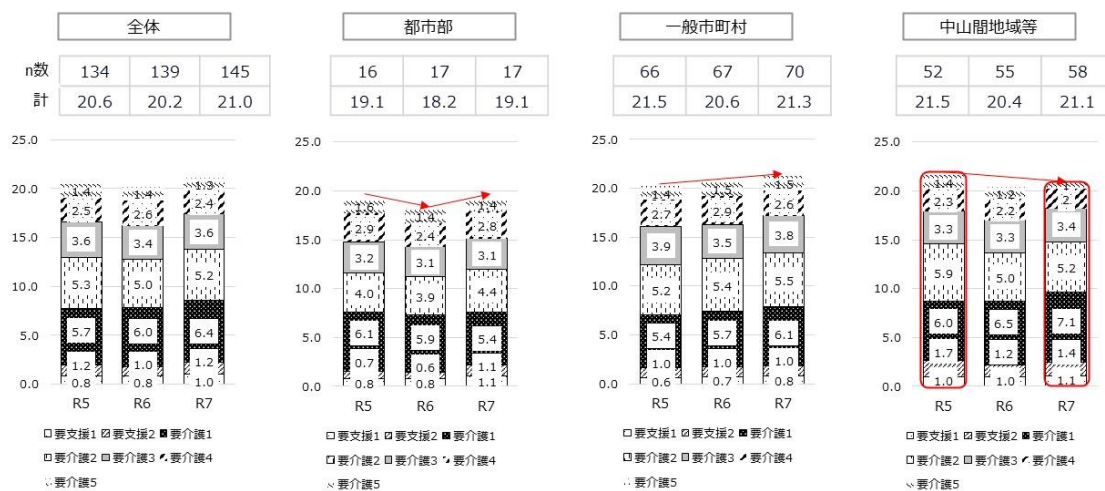 全体
都市部
一般市町村
中山間地域等
n数 134 139 145
計 20.6 20.2 21.0
16 17 17
19.1 18.2 19.1
66 67 70
21.5 20.6 21.3
52 55 58
21.5 20.4 21.1
25.0
20.0
15.0
10.0
5.0
0.0
1.4 1.4 1.3
2.5 2.6 2.4
3.6 3.4 3.6
5.3 5.0 5.2
5.7 6.0 6.4
1.2 1.0 1.2
0.8 0.8 1.0
R5 R6 R7
□要支援1 要支援2 要介護1
要介護2 要介護3 要介護4
要介護5
25.0
20.0
15.0
10.0
5.0
0.0
1.6 1.4 1.4
2.9 2.4 2.8
3.2 3.1 3.1
4.0 3.9 4.4
6.1 5.9 5.4
0.7 0.6 1.1
0.8 0.8 1.1
R5 R6 R7
□要支援1 要支援2 要介護1
要介護2 要介護3 要介護4
要介護5
25.0
20.0
15.0
10.0
5.0
0.0
1.4 1.5 1.5
2.7 2.9 2.6
3.9 3.5 3.8
5.2 5.4 5.5
5.4 5.7 6.1
1.0 1.0 1.0
0.6 0.7 0.8
R5 R6 R7
□要支援1 要支援2 要介護1
要介護2 要介護3 要介護4
要介護5
25.0
20.0
15.0
10.0
5.0
0.0
1.4 1.2 1
2.3 2.2 2
3.3 3.3 3.4
5.9 5.0 5.2
6.0 6.5 7.1
1.7 1.2 1.4
1.0 1.0 1.1
R5 R6 R7
□要支援1 要支援2 要介護1
要介護2 要介護3 要介護4
要介護5